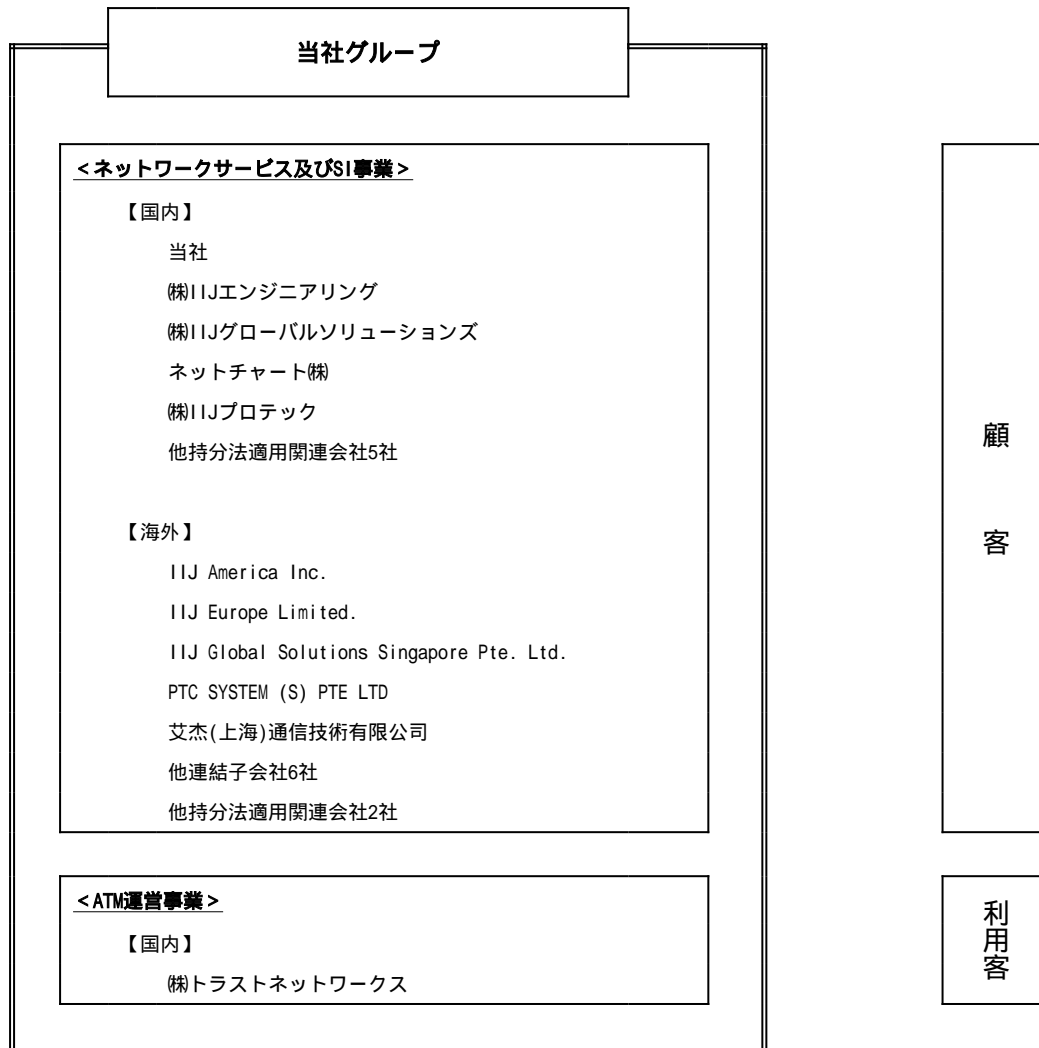 当社グループ
<ネットワークサービス及びSI事業>
【国内】
当社
㈱IIJエンジニアリング
㈱IIJグローバルソリューションズ
ネットチャート㈱
㈱IIJプロテック
他持分法適用関連会社5社
【海外】
IIJ America Inc.
IIJ Europe Limited.
IIJ Global Solutions Singapore Pte. Ltd.
PTC SYSTEM (S) PTE LTD
艾杰(上海)通信技術有限公司
他連結子会社6社
他持分法適用関連会社2社
顧客
<ATM運営事業>
【国内】
㈱トラストネットワークス
利用客